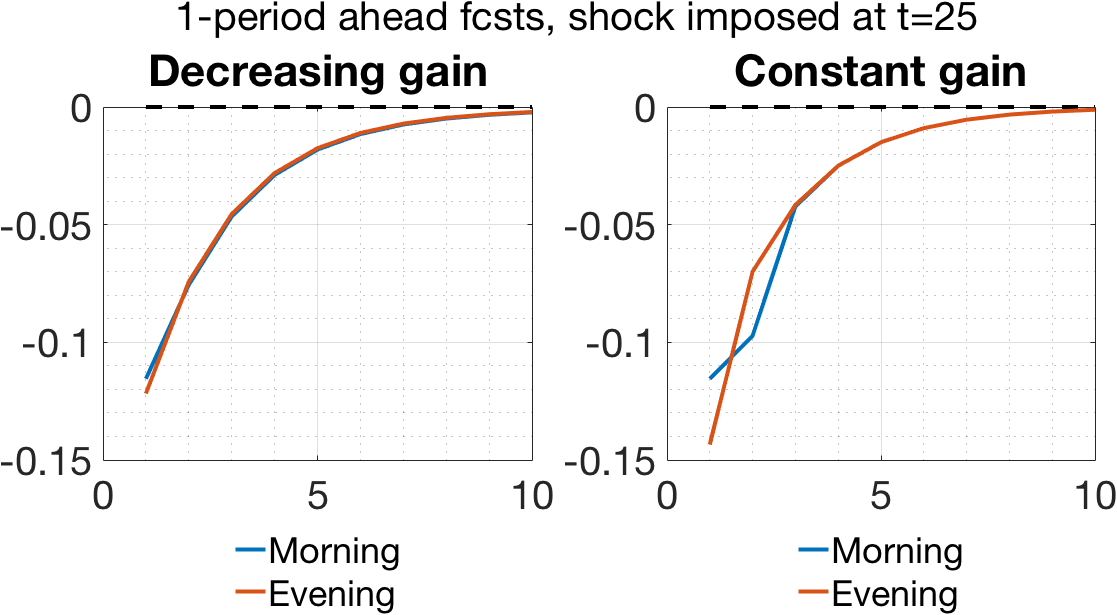 1-period ahead fcsts, shock imposed at t=25
Decreasing gain
0
-0.05
-0.1
-0.15
0
5
10
Morning
Evening
Constant gain
0
-0.05
-0.1
-0.15
0
5
10
Morning
Evening